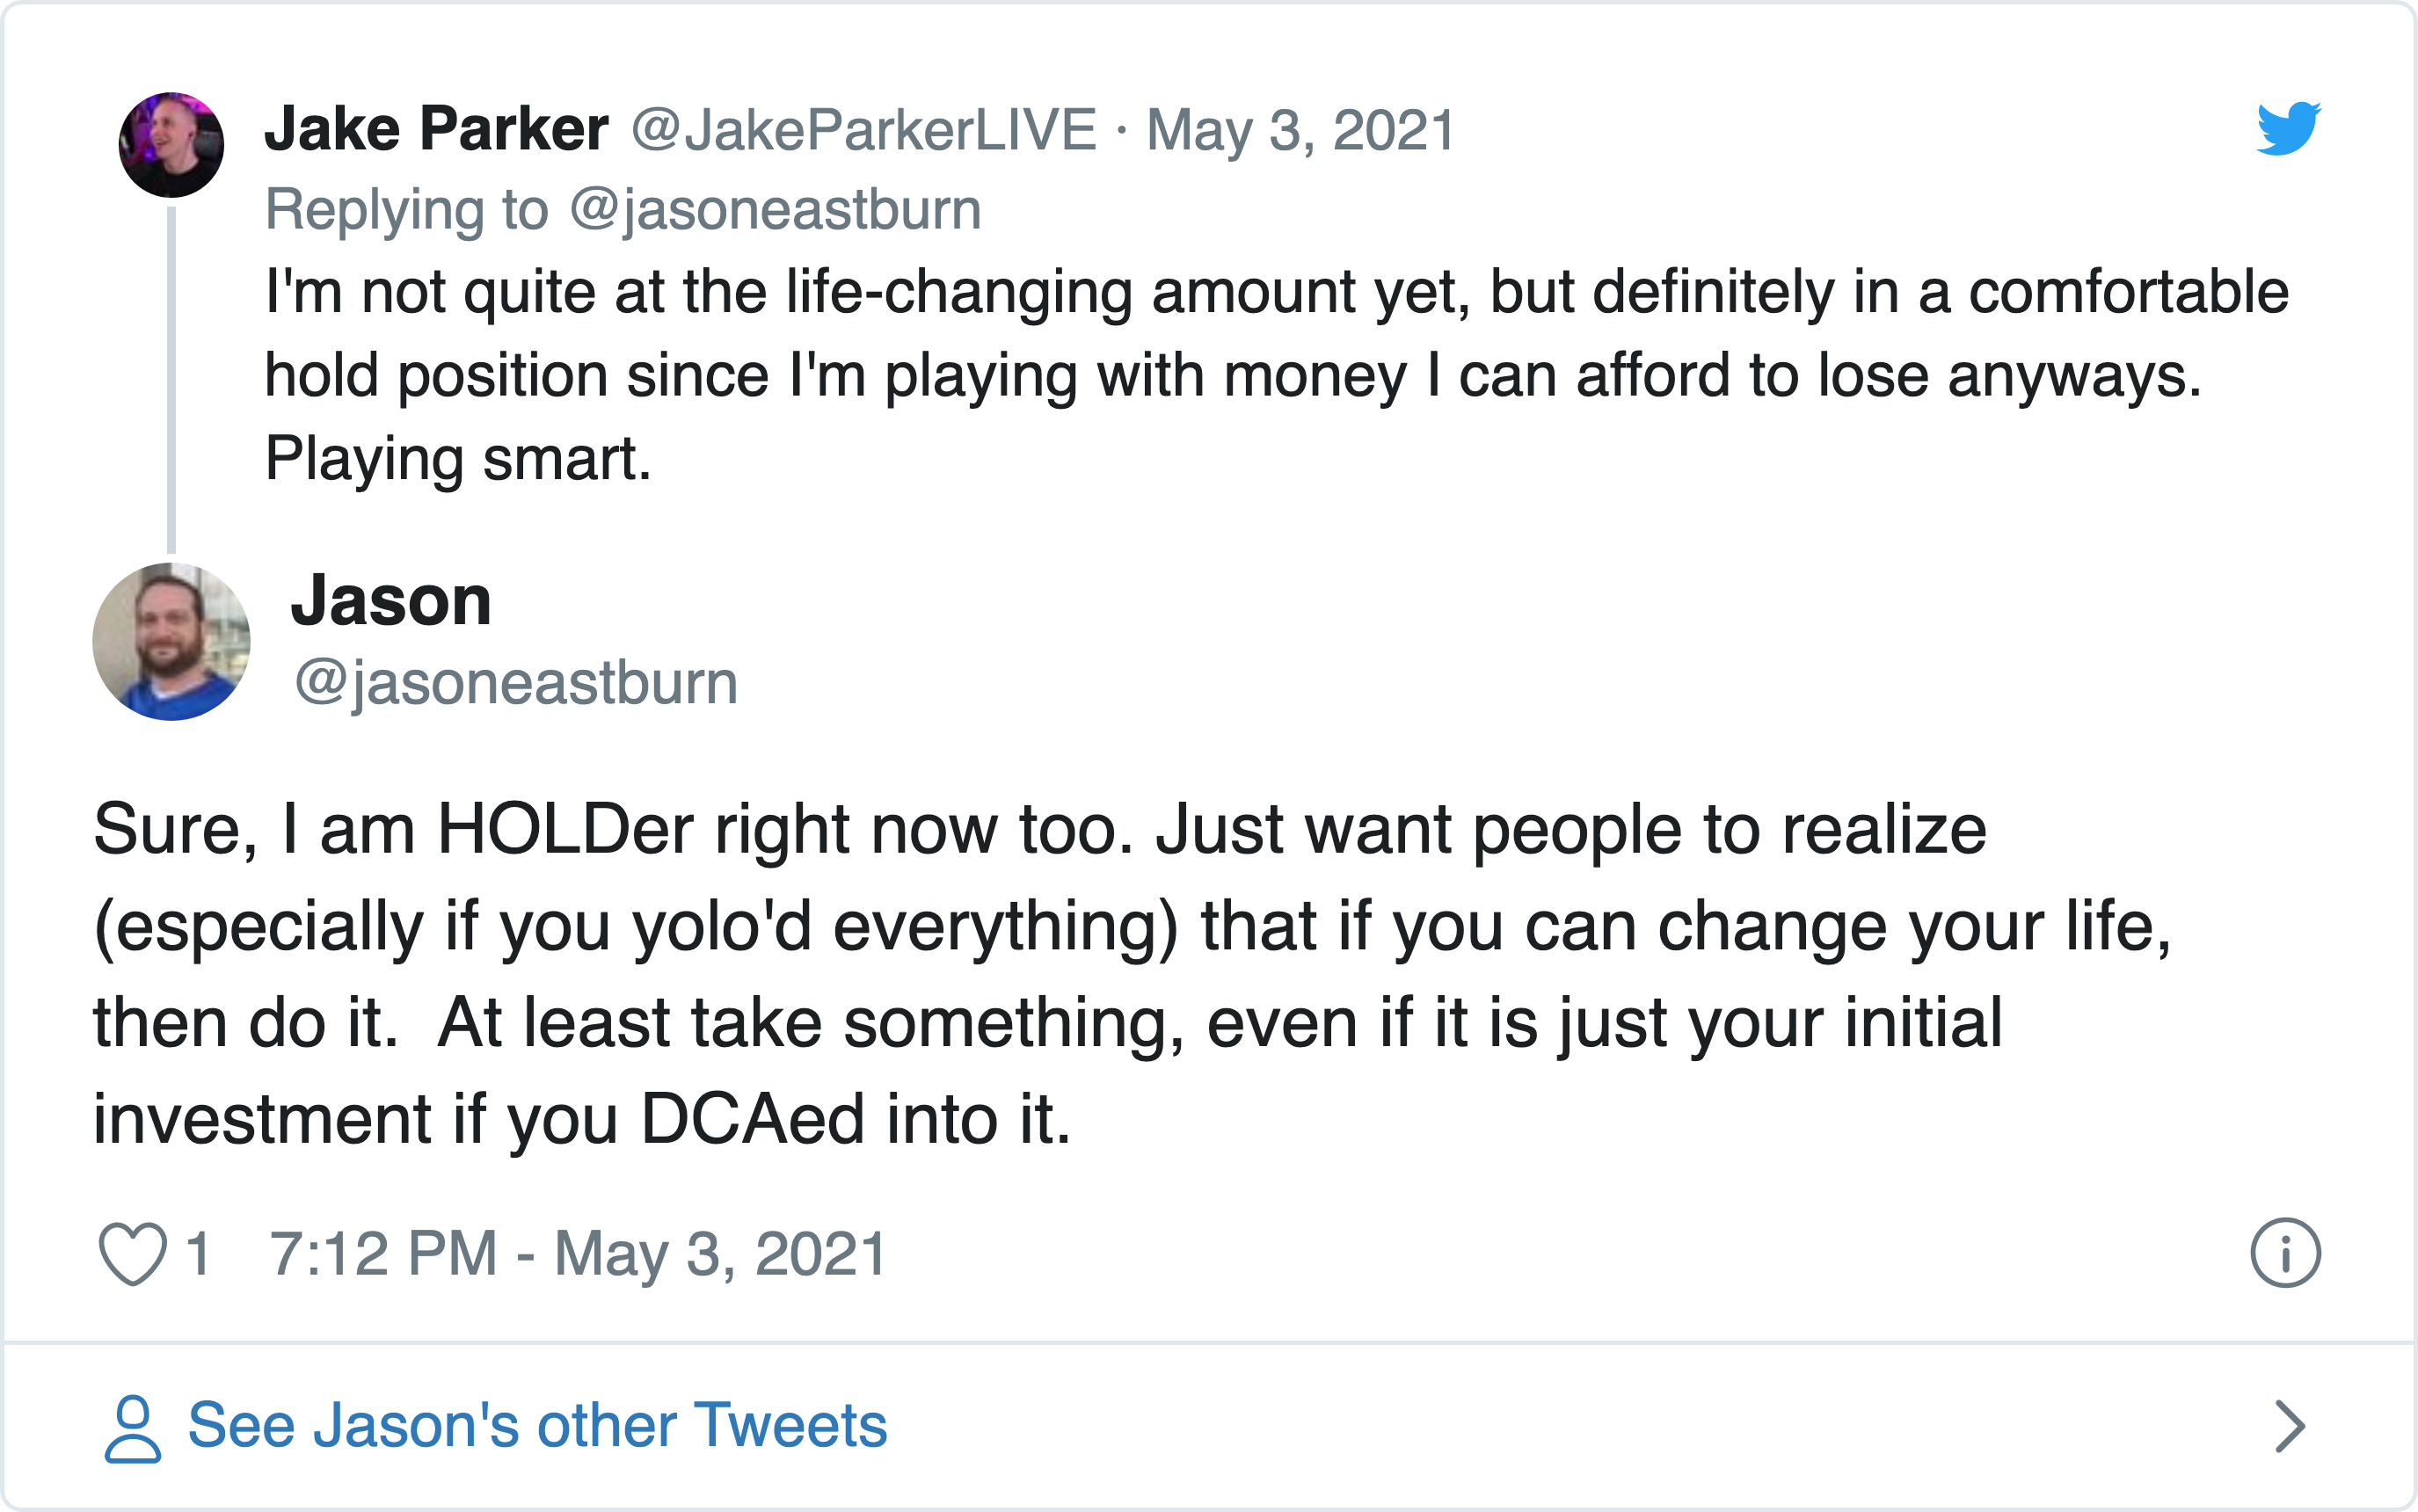 Jake Parker @JakeParkerLIVE · May 3, 2021
Replying to @jasoneastburn
I'm not quite at the life-changing amount yet, but definitely in a comfortable
hold position since I'm playing with money I can afford to lose anyways.
Playing smart.
Jason
@jasoneastburn
Sure, I am HOLDer right now too. Just want people to realize
(especially if you yolo'd everything) that if you can change your life,
then do it.  At least take something, even if it is just your initial
investment if you DCAed into it.
1 7:12 PM - May 3, 2021
See Jason's other Tweets